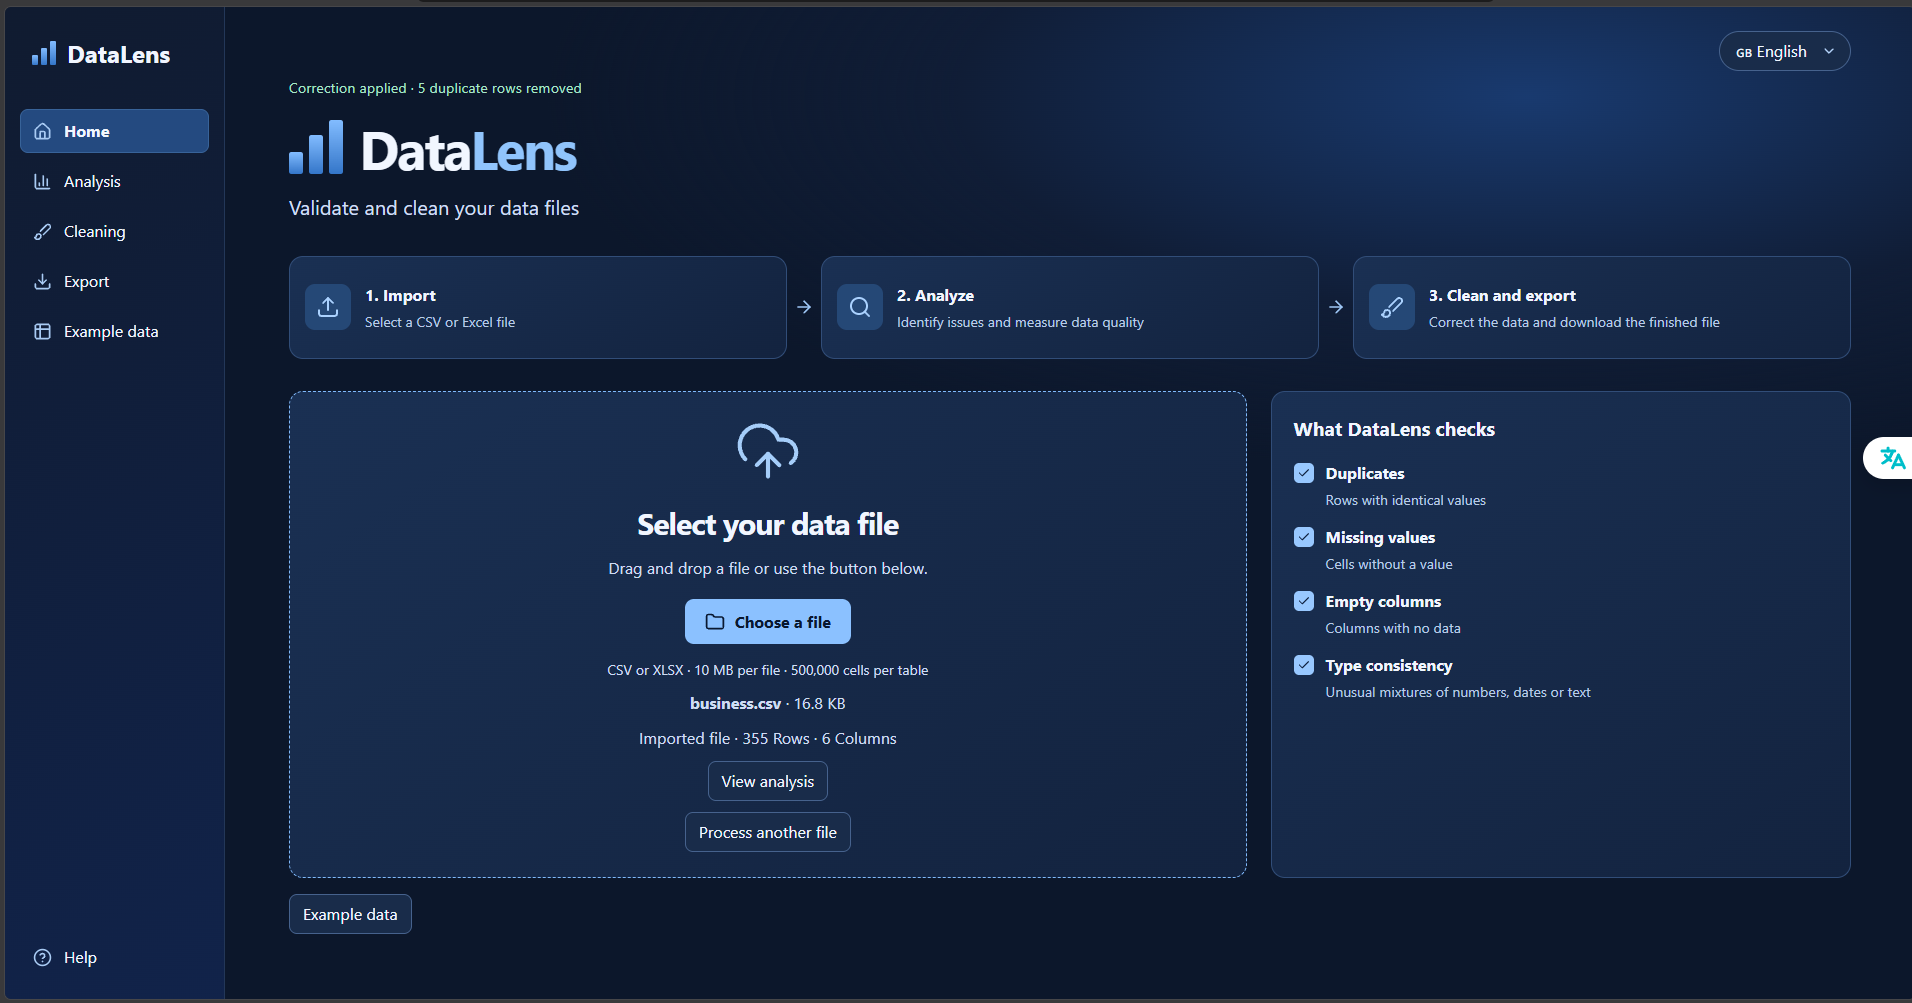 DataLens
Home
Analysis
Cleaning
Export
Example data
Help
GB English
Correction applied · 5 duplicate rows removed
DataLens
Validate and clean your data files
1. Import
Select a CSV or Excel file
2. Analyze
Identify issues and measure data quality
3. Clean and export
Correct the data and download the finished file
Select your data file
Drag and drop a file or use the button below.
Choose a file
CSV or XLSX · 10 MB per file · 500,000 cells per table
business.csv · 16.8 KB
Imported file · 355 Rows · 6 Columns
View analysis
Process another file
Example data
What DataLens checks
Duplicates
Rows with identical values
Missing values
Cells without a value
Empty columns
Columns with no data
Type consistency
Unusual mixtures of numbers, dates or text